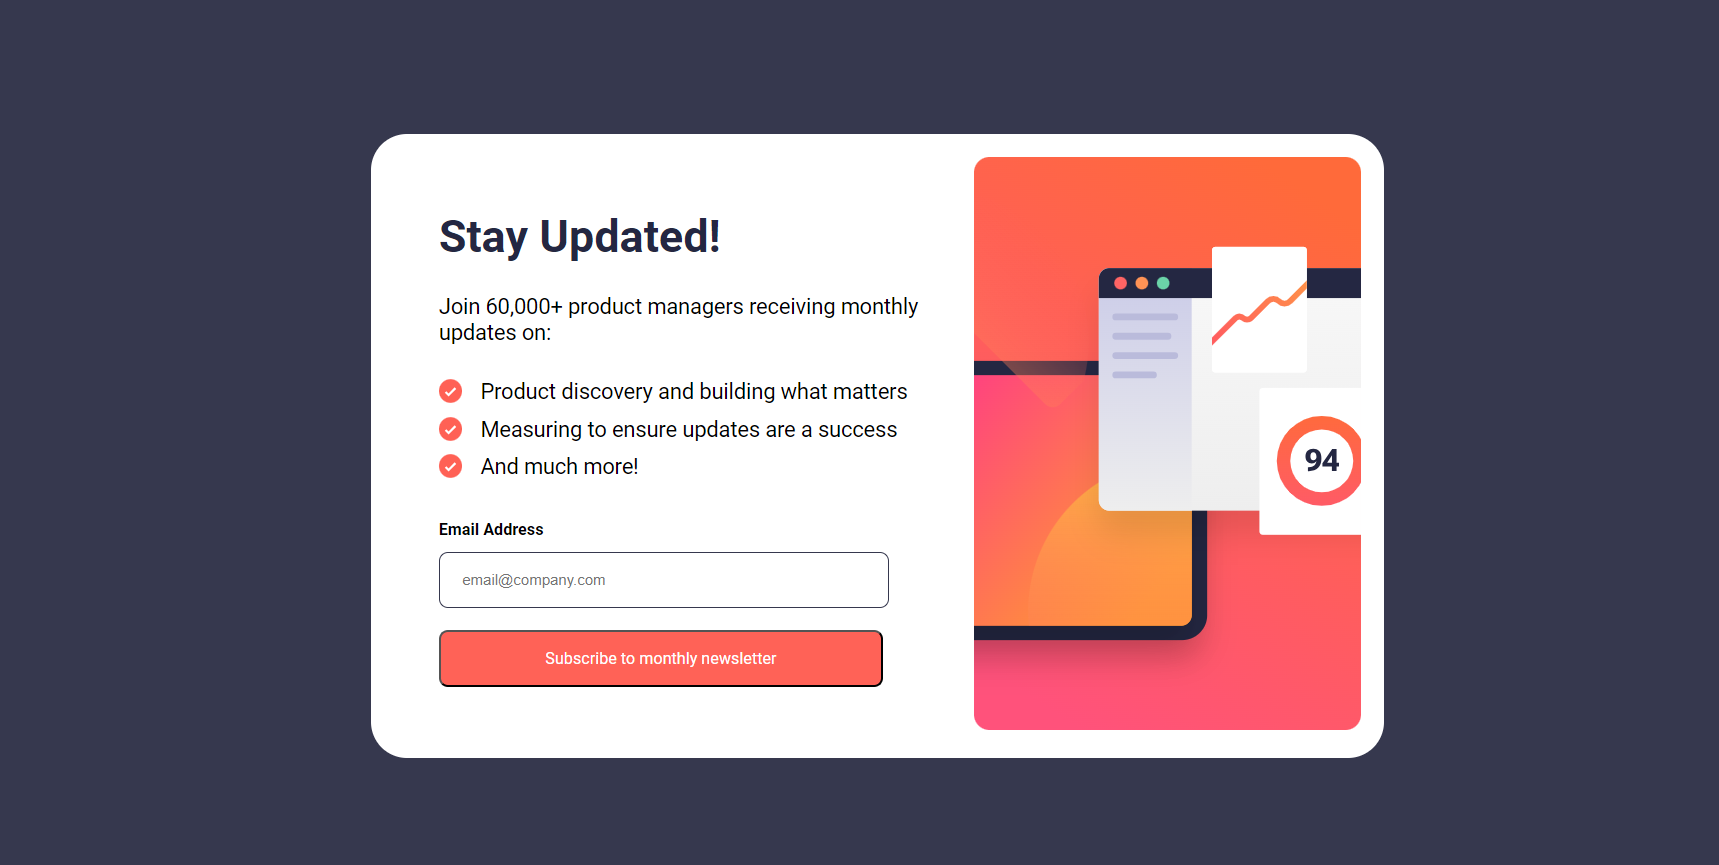 Stay Updated!
Join 60,000+ product managers receiving monthly
updates on:
Product discovery and building what matters
Measuring to ensure updates are a success
And much more!
Email Address
email@company.com
Subscribe to monthly newsletter
94